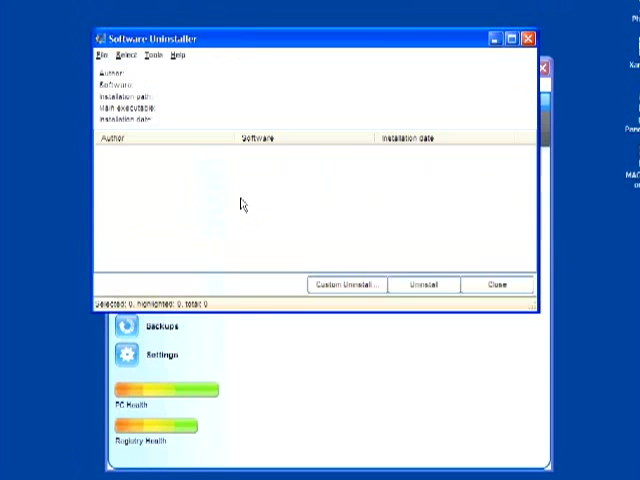 Software Uninstaller
File Select Tools Help
Author:
Software:
Installation path:
Main executable:
Installation date:
Author Software Installation date
Custom Uninstall... Uninstall Close
Selected: 0, highlighted: 0, total: 0
Backups
Settings
PC Health
Registry Health